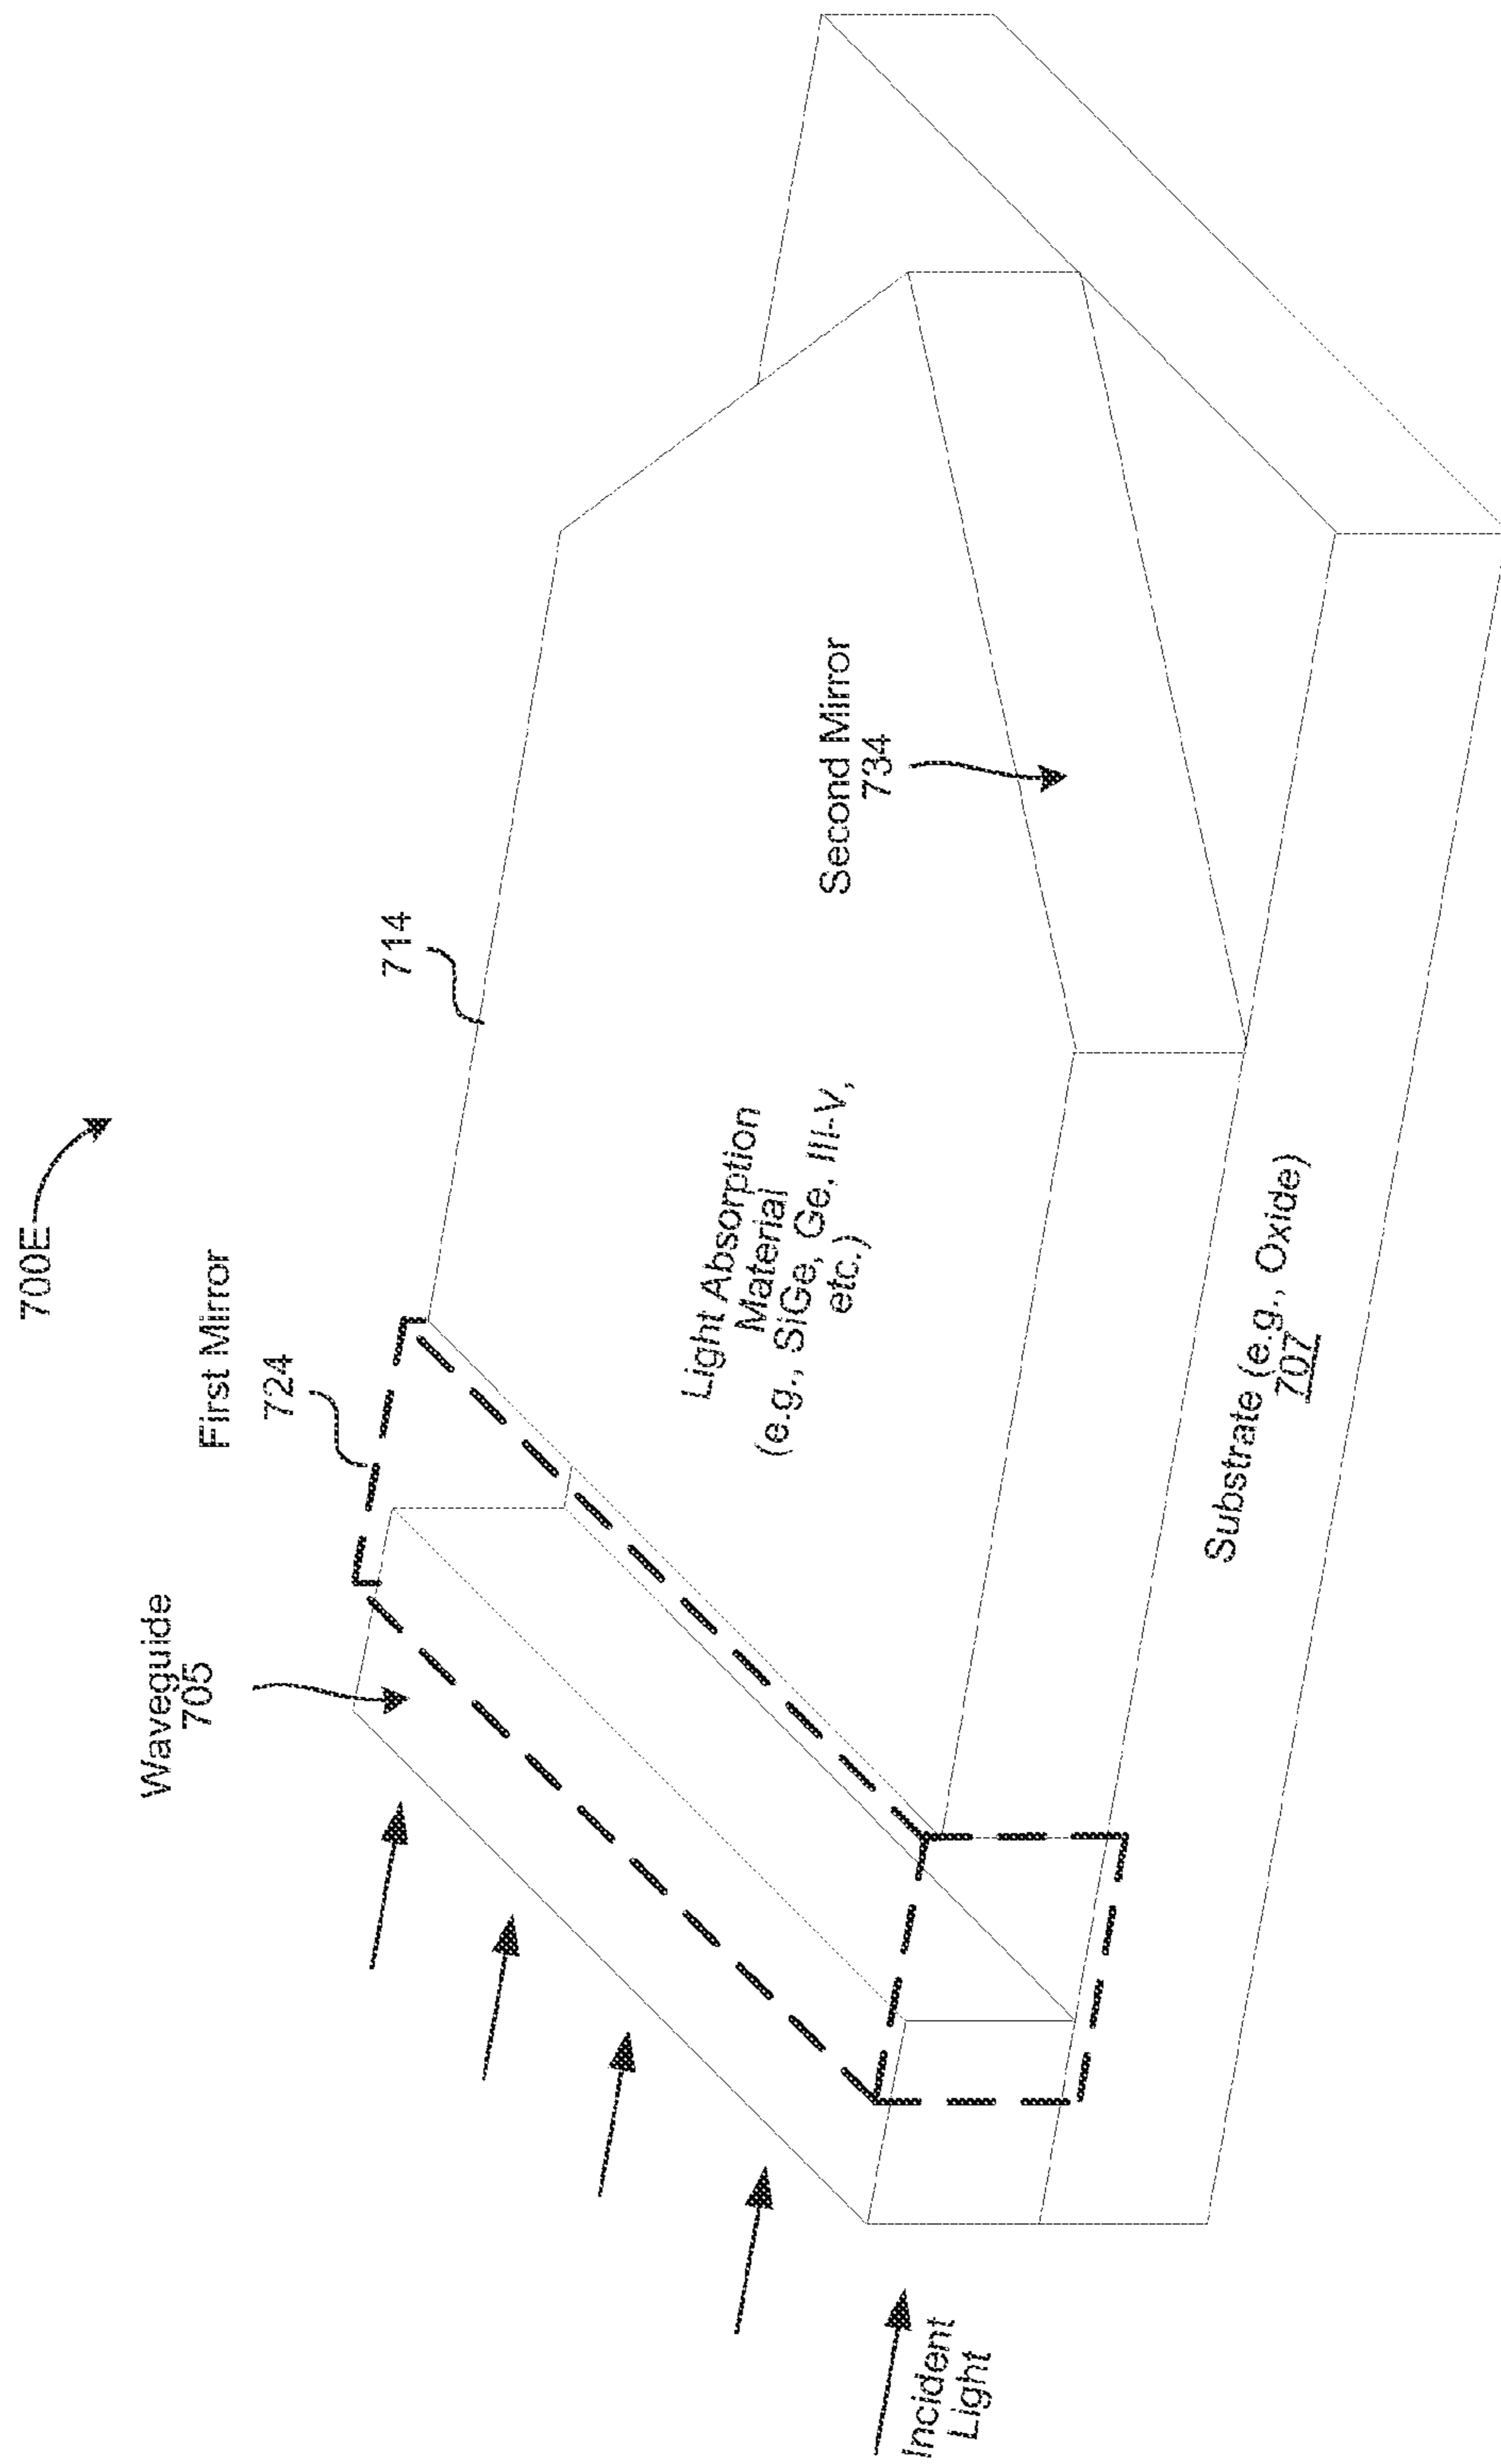 700E
First Mirror
724
Waveguide
705
714
Light Absorption
Material
(e.g., SiGe, Ge, III-V,
etc.)
Second Mirror
734
Incident
Light
Substrate (e.g., Oxide)
707